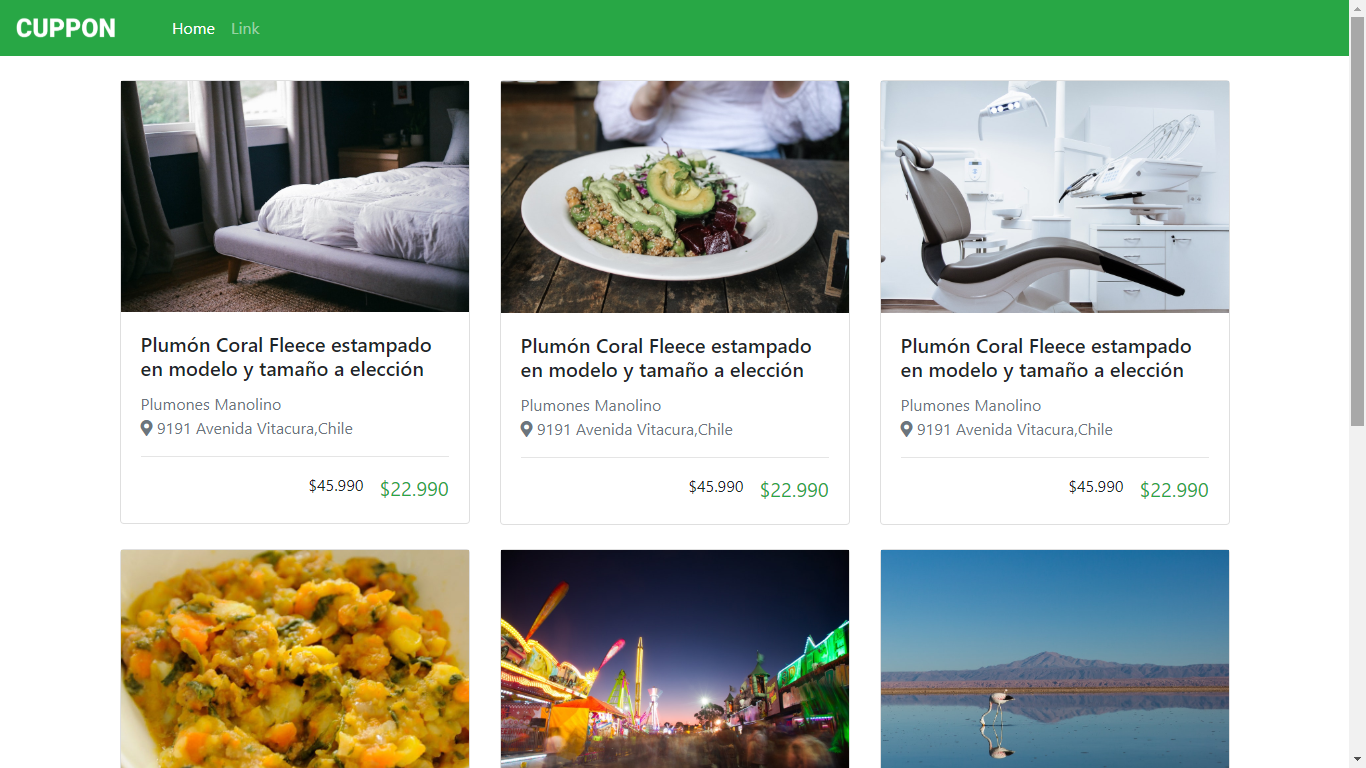 CUPPON
Home
Link
Plumón Coral Fleece estampado
en modelo y tamaño a elección
Plumones Manolino
9191 Avenida Vitacura,Chile
$45.990 $22.990
Plumón Coral Fleece estampado
en modelo y tamaño a elección
Plumones Manolino
9191 Avenida Vitacura,Chile
$45.990 $22.990
Plumón Coral Fleece estampado
en modelo y tamaño a elección
Plumones Manolino
9191 Avenida Vitacura,Chile
$45.990 $22.990